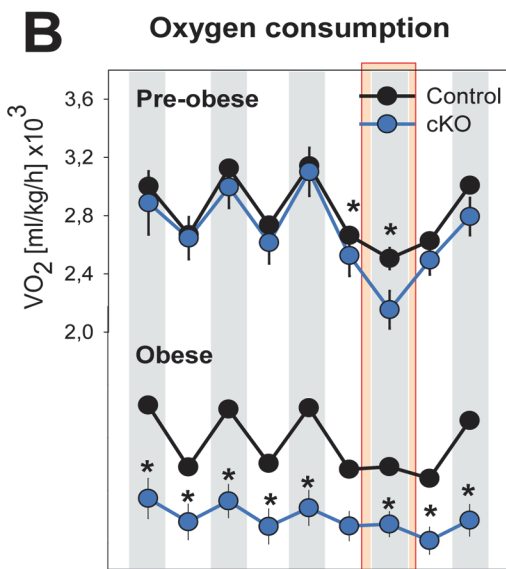 B
Oxygen consumption
VO2 [ml/kg/h] x10^3
3,6
3,2
2,8
2,4
2,0
Pre-obese
Control
cKO
* *
Obese
* * * * * * * *